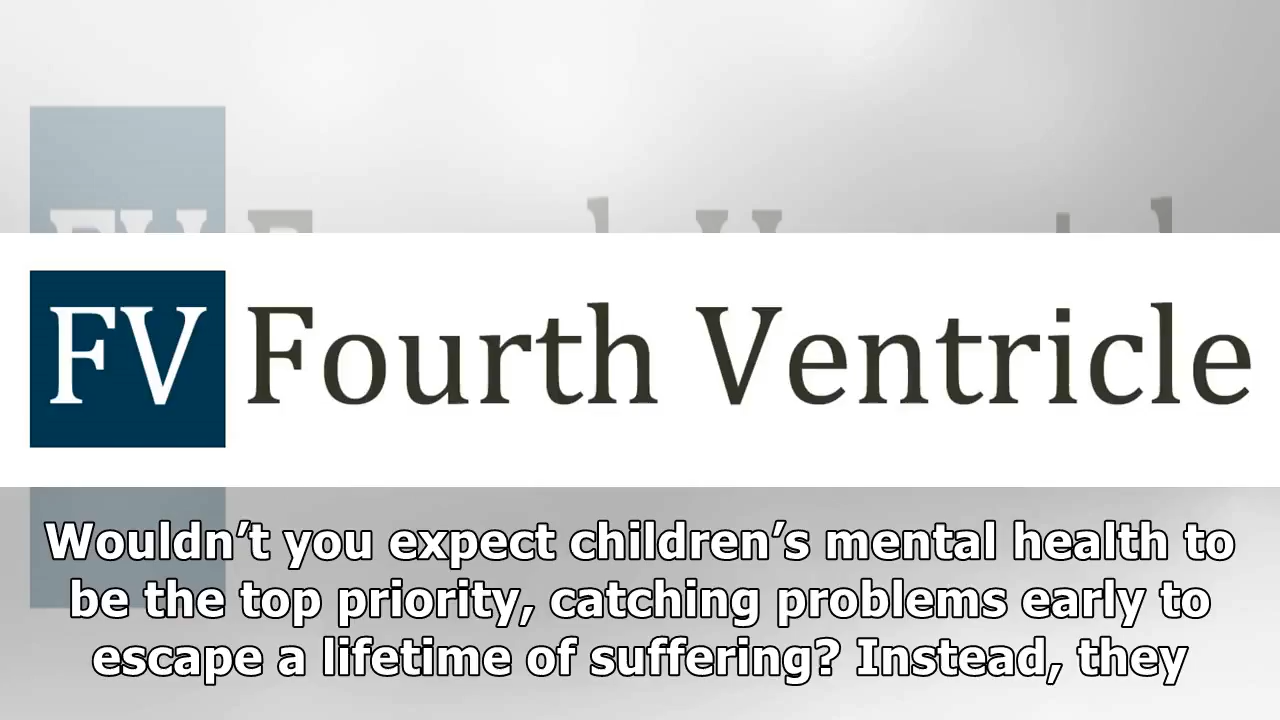 FV Fourth Ventricle
Wouldn’t you expect children’s mental health to
be the top priority, catching problems early to
escape a lifetime of suffering? Instead, they